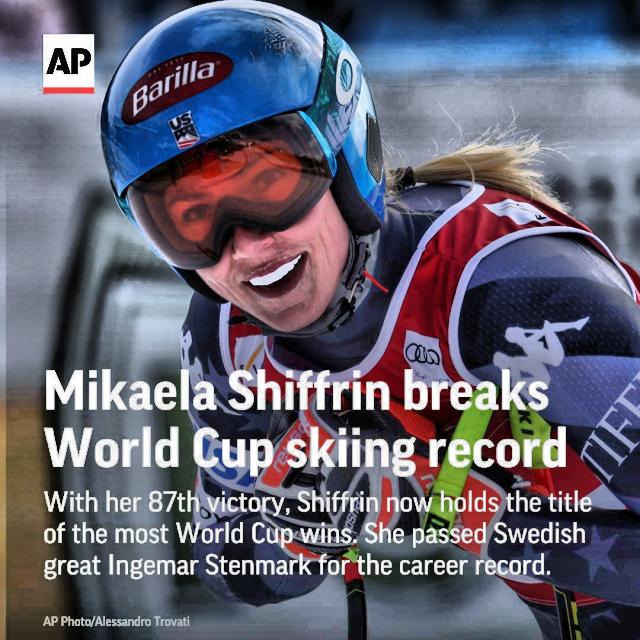 AP
Barilla
US
Mikaela Shiffrin breaks
World Cup skiing record
With her 87th victory, Shiffrin now holds the title
of the most World Cup wins. She passed Swedish
great Ingemar Stenmark for the career record.
AP Photo/Alessandro Trovati